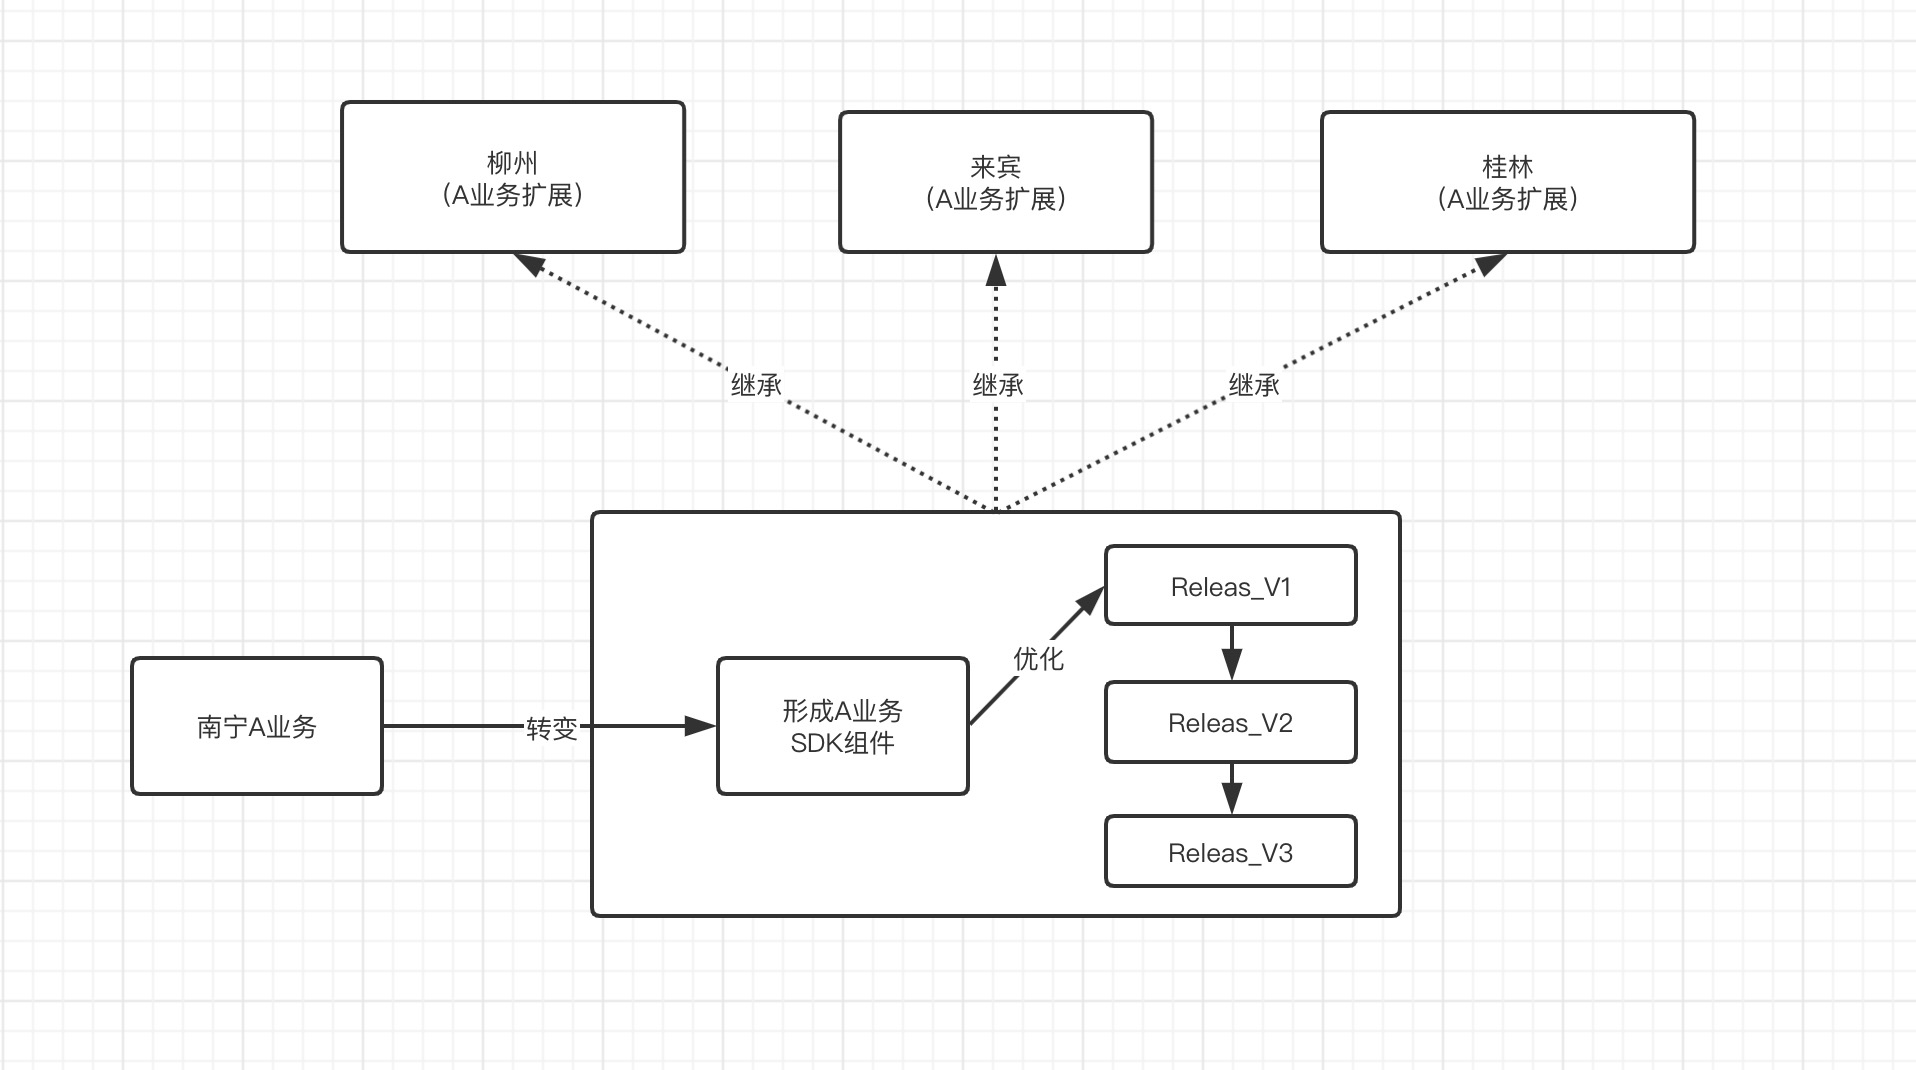 柳州
（A业务扩展）
来宾
（A业务扩展）
桂林
（A业务扩展）
继承
继承
继承
南宁A业务
转变
形成A业务
SDK组件
优化
Releas_V1
Releas_V2
Releas_V3